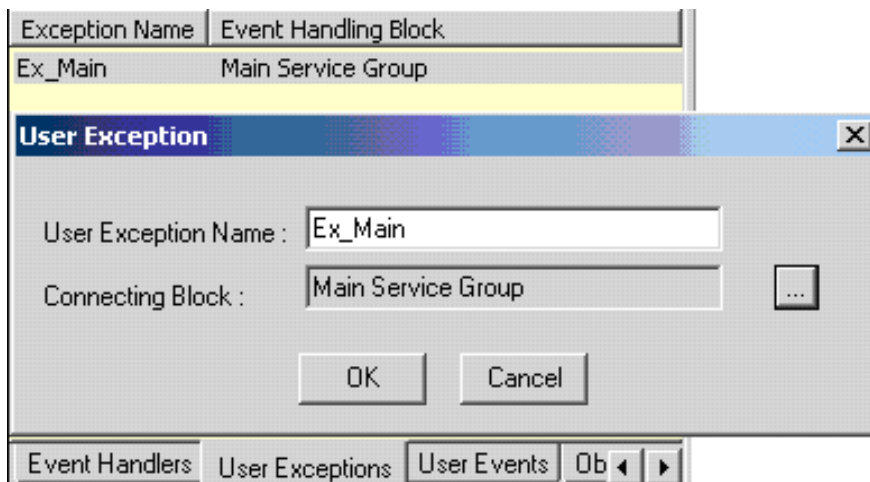 Exception Name Event Handling Block
Ex_Main Main Service Group
User Exception
User Exception Name : Ex_Main
Connecting Block : Main Service Group ...
OK Cancel
Event Handlers User Exceptions User Events Ob